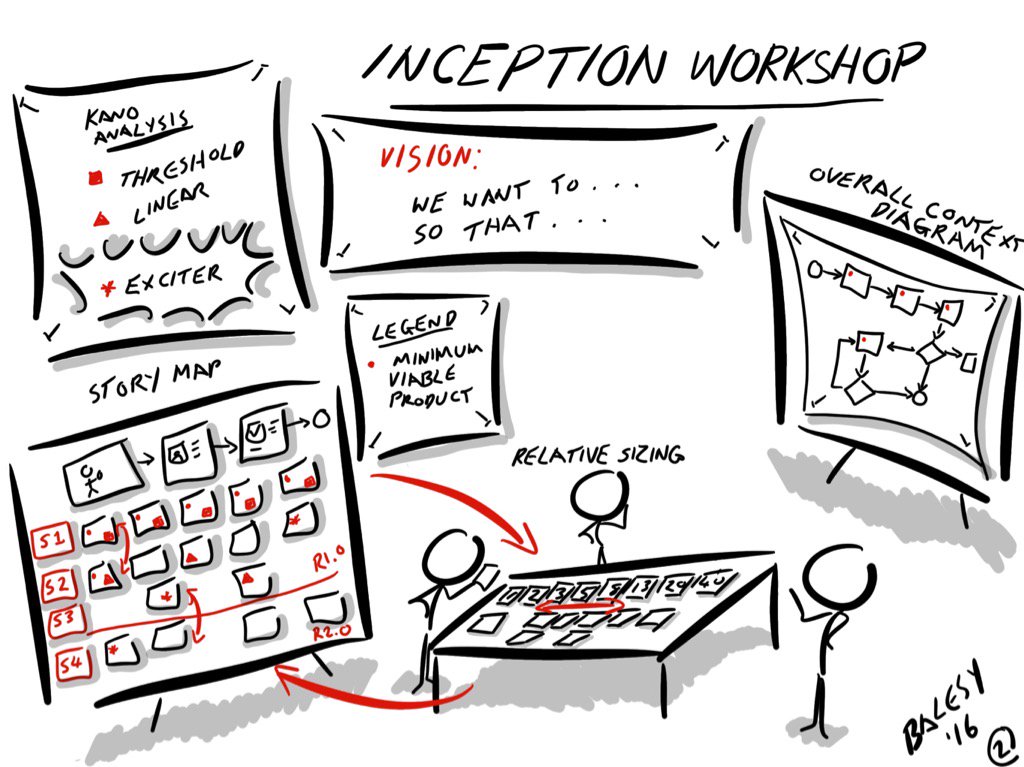 INCEPTION WORKSHOP
KANO
ANALYSIS
THRESHOLD
LINEAR
EXCITER
VISION:
WE WANT TO...
SO THAT...
OVERALL CONTEXT
DIAGRAM
LEGEND
MINIMUM
VIABLE
PRODUCT
STORY MAP
S1
S2
S3
S4
R1.0
R2.0
RELATIVE SIZING
2 3 5 8 13 20 40
BALESY
'16
2